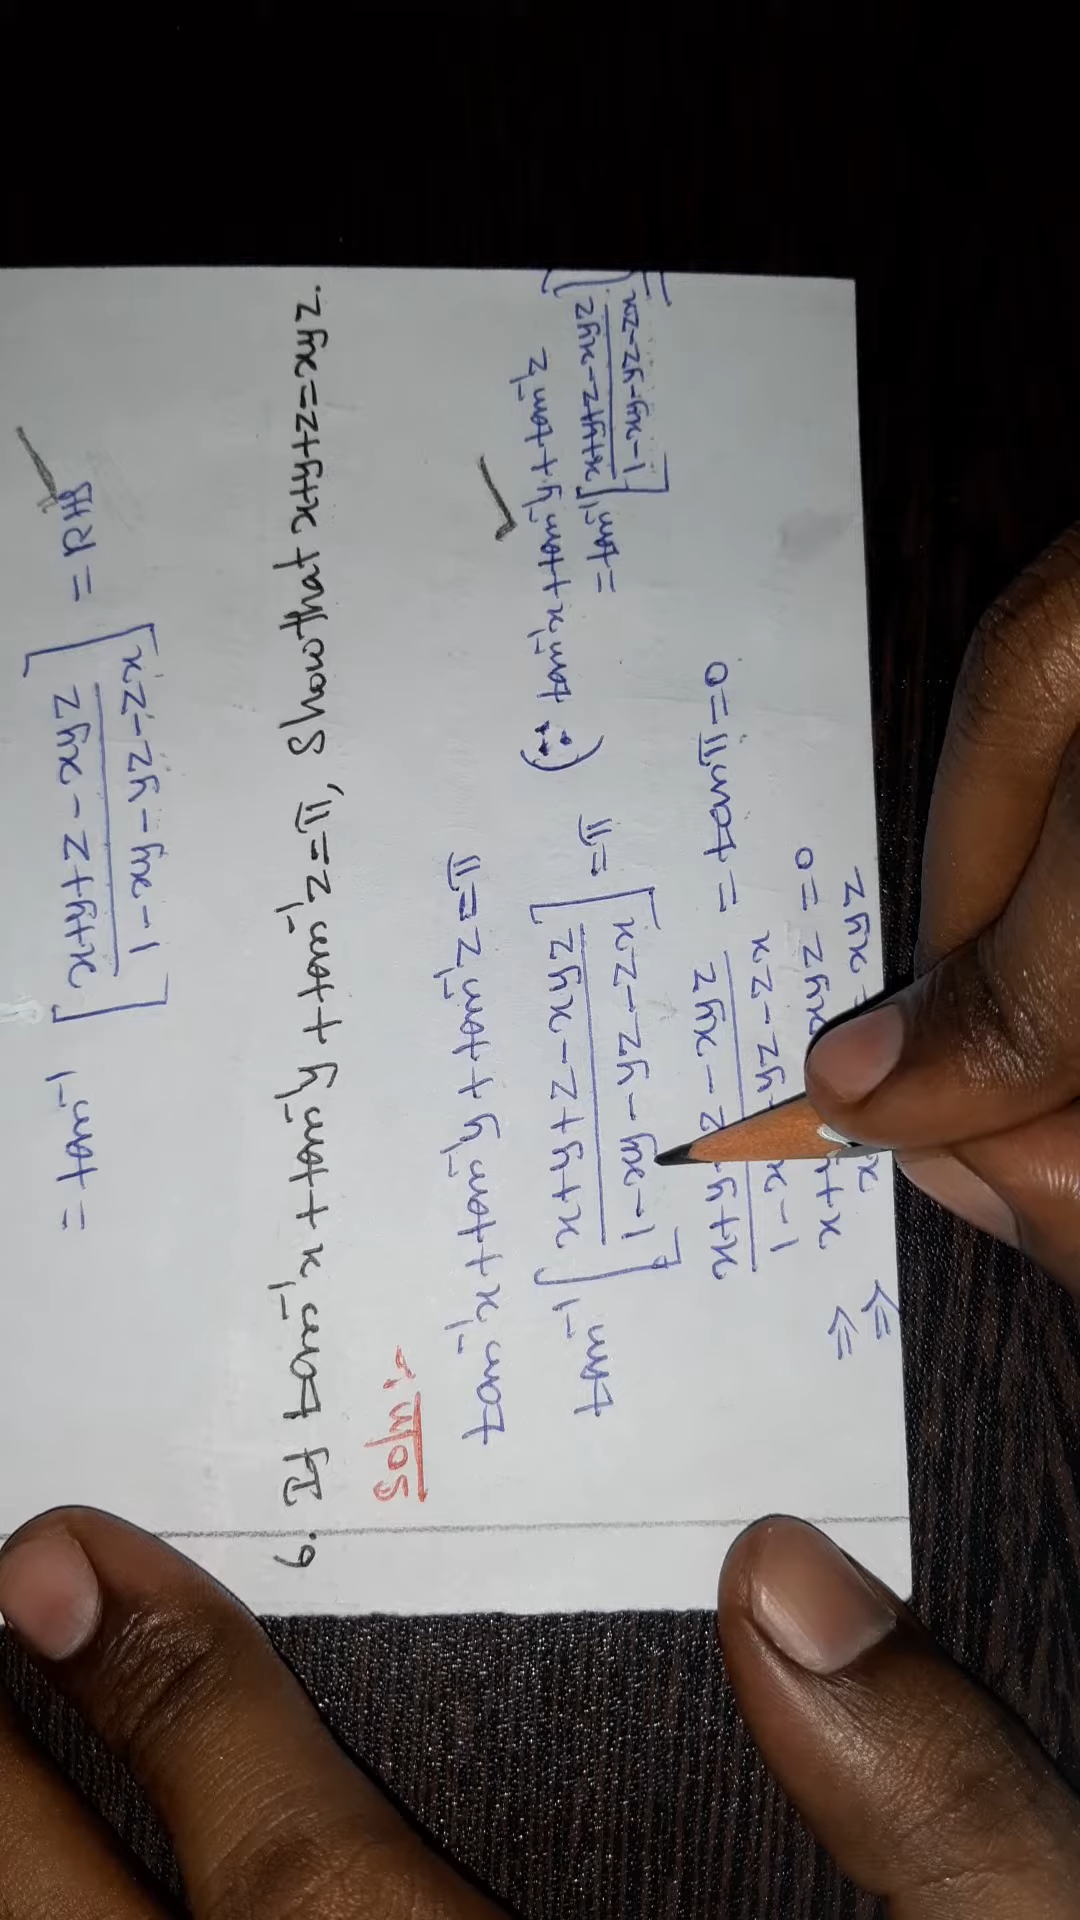 = tan⁻¹ [ (x+y+z - xyz) / (1 - xy - yz - zx) ] = RHS
6. If tan⁻¹x + tan⁻¹y + tan⁻¹z = π, Show that x+y+z = xyz.
Soln:
tan⁻¹x + tan⁻¹y + tan⁻¹z = π
tan⁻¹ [ (x+y+z - xyz) / (1 - xy - yz - zx) ] = π (∵ tan⁻¹x + tan⁻¹y + tan⁻¹z
= tan⁻¹ [ (x+y+z - xyz) / (1 - xy - yz - zx) ]
x+y+z - xyz / 1 - x yz - zx = tan π = 0
⇒ x+y xyz = 0
⇒ x xyz